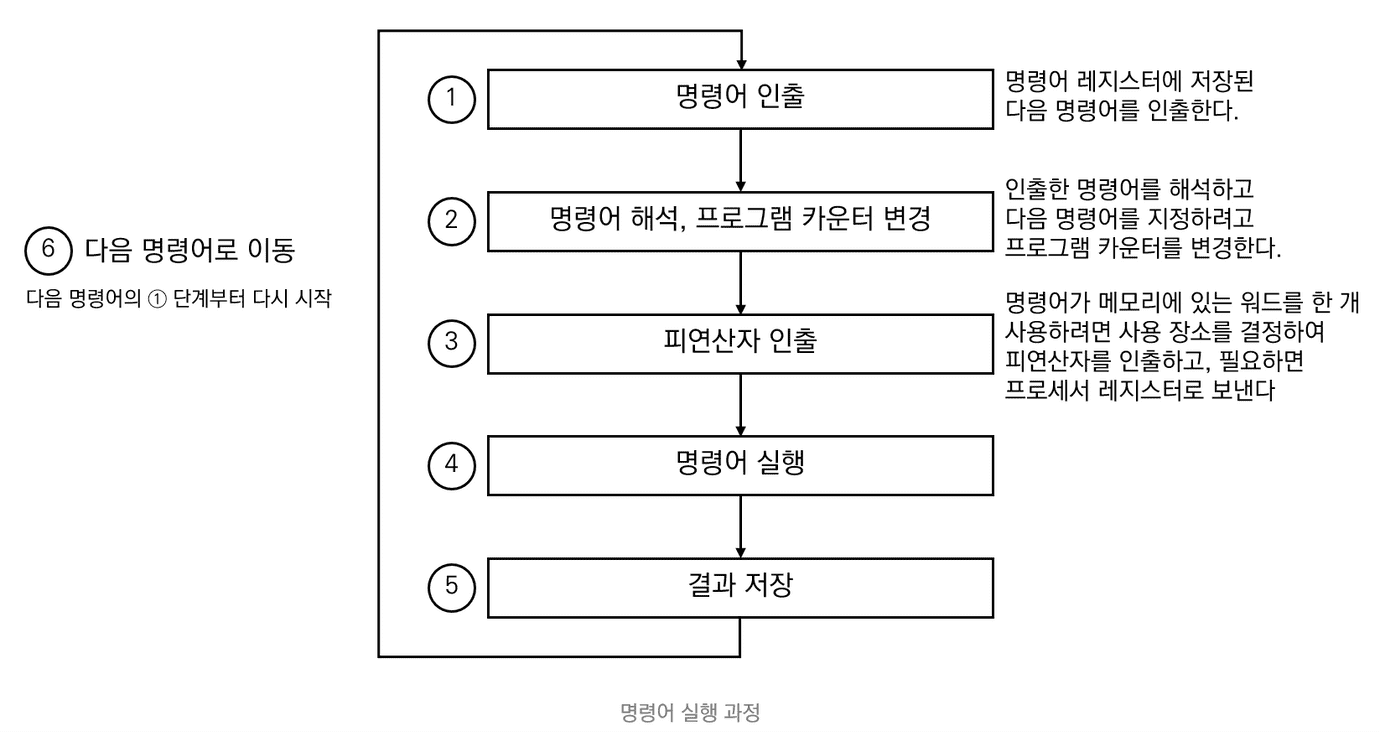 ① 명령어 인출
명령어 레지스터에 저장된
다음 명령어를 인출한다.
② 명령어 해석, 프로그램 카운터 변경
인출한 명령어를 해석하고
다음 명령어를 지정하려고
프로그램 카운터를 변경한다.
⑥ 다음 명령어로 이동
다음 명령어의 ① 단계부터 다시 시작
③ 피연산자 인출
명령어가 메모리에 있는 워드를 한 개
사용하려면 사용 장소를 결정하여
피연산자를 인출하고, 필요하면
프로세서 레지스터로 보낸다
④ 명령어 실행
⑤ 결과 저장
명령어 실행 과정